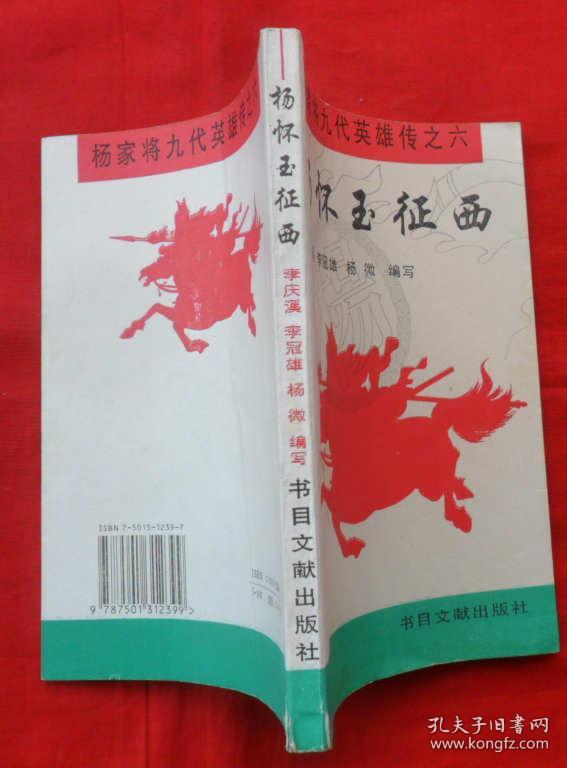 杨家将九代英雄传之六
杨怀玉征西
李庆溪 李冠雄 杨微 编写
书目文献出版社
家将九代英雄传之六
怀玉征西
李冠雄 杨微 编写
书目文献出版社
ISBN 7-5013-1239-7
9 787501 312399 >
孔夫子旧书网
www.kongfz.com